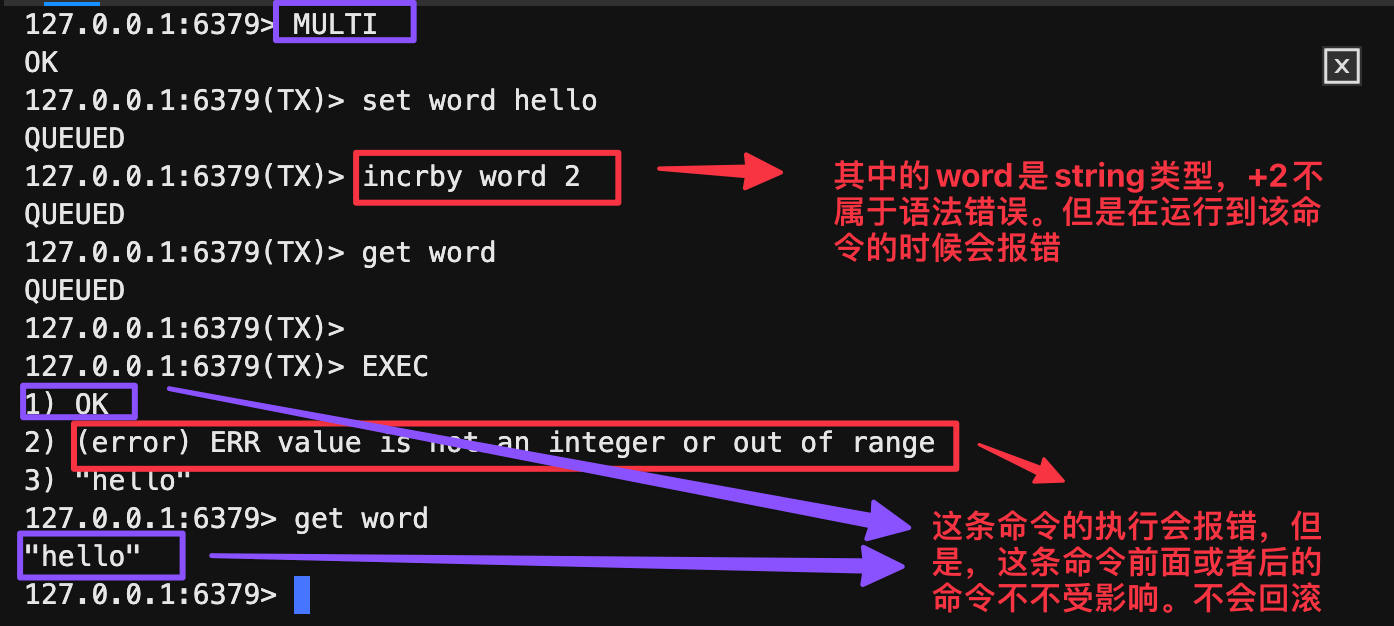 127.0.0.1:6379> MULTI
OK
127.0.0.1:6379(TX)> set word hello
QUEUED
127.0.0.1:6379(TX)> incrby word 2
QUEUED
127.0.0.1:6379(TX)> get word
QUEUED
127.0.0.1:6379(TX)>
127.0.0.1:6379(TX)> EXEC
1) OK
2) (error) ERR value is not an integer or out of range
3) "hello"
127.0.0.1:6379> get word
"hello"
127.0.0.1:6379>
X
其中的word是string类型，+2不
属于语法错误。但是在运行到该命
令的时候会报错
这条命令的执行会报错，但
是，这条命令前面或者后的
命令不不受影响。不会回滚